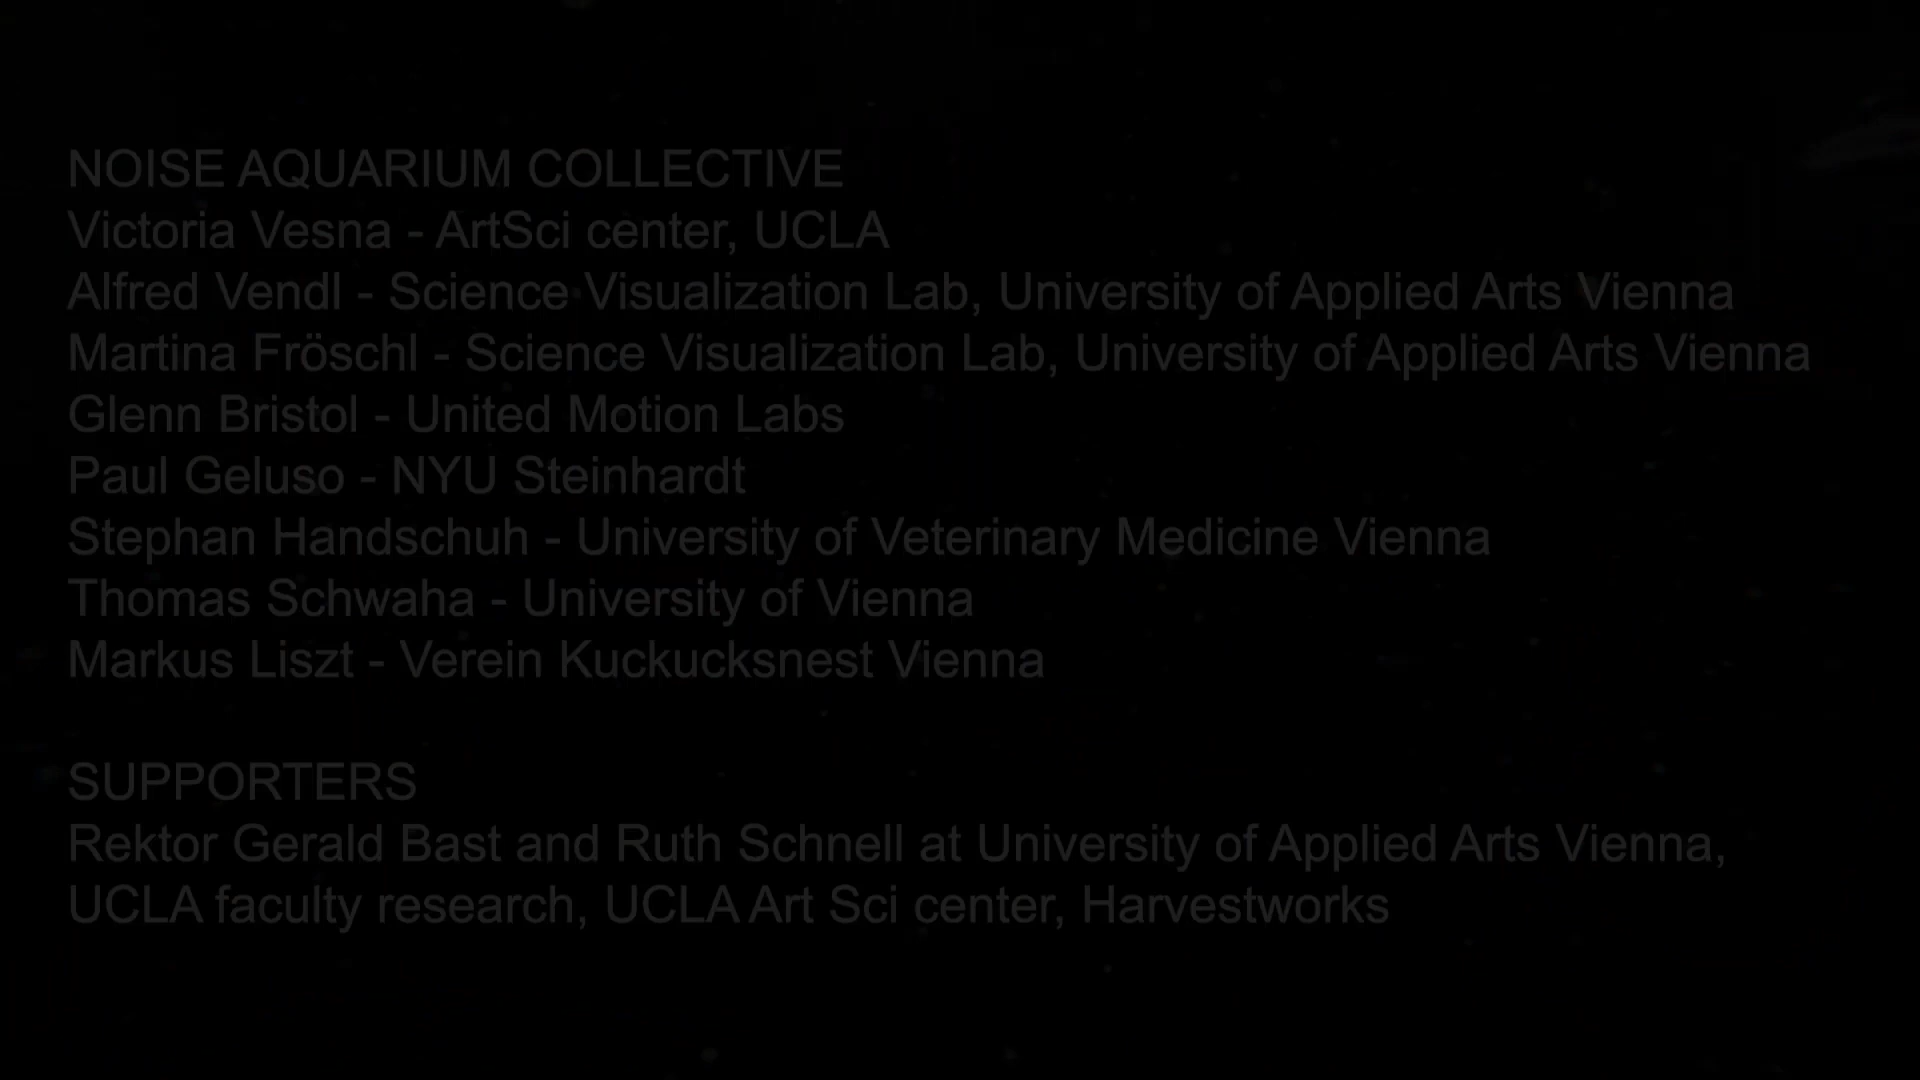 NOISE AQUARIUM COLLECTIVE
Victoria Vesna - ArtSci center, UCLA
Alfred Vendl - Science Visualization Lab, University of Applied Arts Vienna
Martina Fröschl - Science Visualization Lab, University of Applied Arts Vienna
Glenn Bristol - United Motion Labs
Paul Geluso - NYU Steinhardt
Stephan Handschuh - University of Veterinary Medicine Vienna
Thomas Schwaha - University of Vienna
Markus Liszt - Verein Kuckucksnest Vienna
SUPPORTERS
Rektor Gerald Bast and Ruth Schnell at University of Applied Arts Vienna,
UCLA faculty research, UCLA Art Sci center, Harvestworks